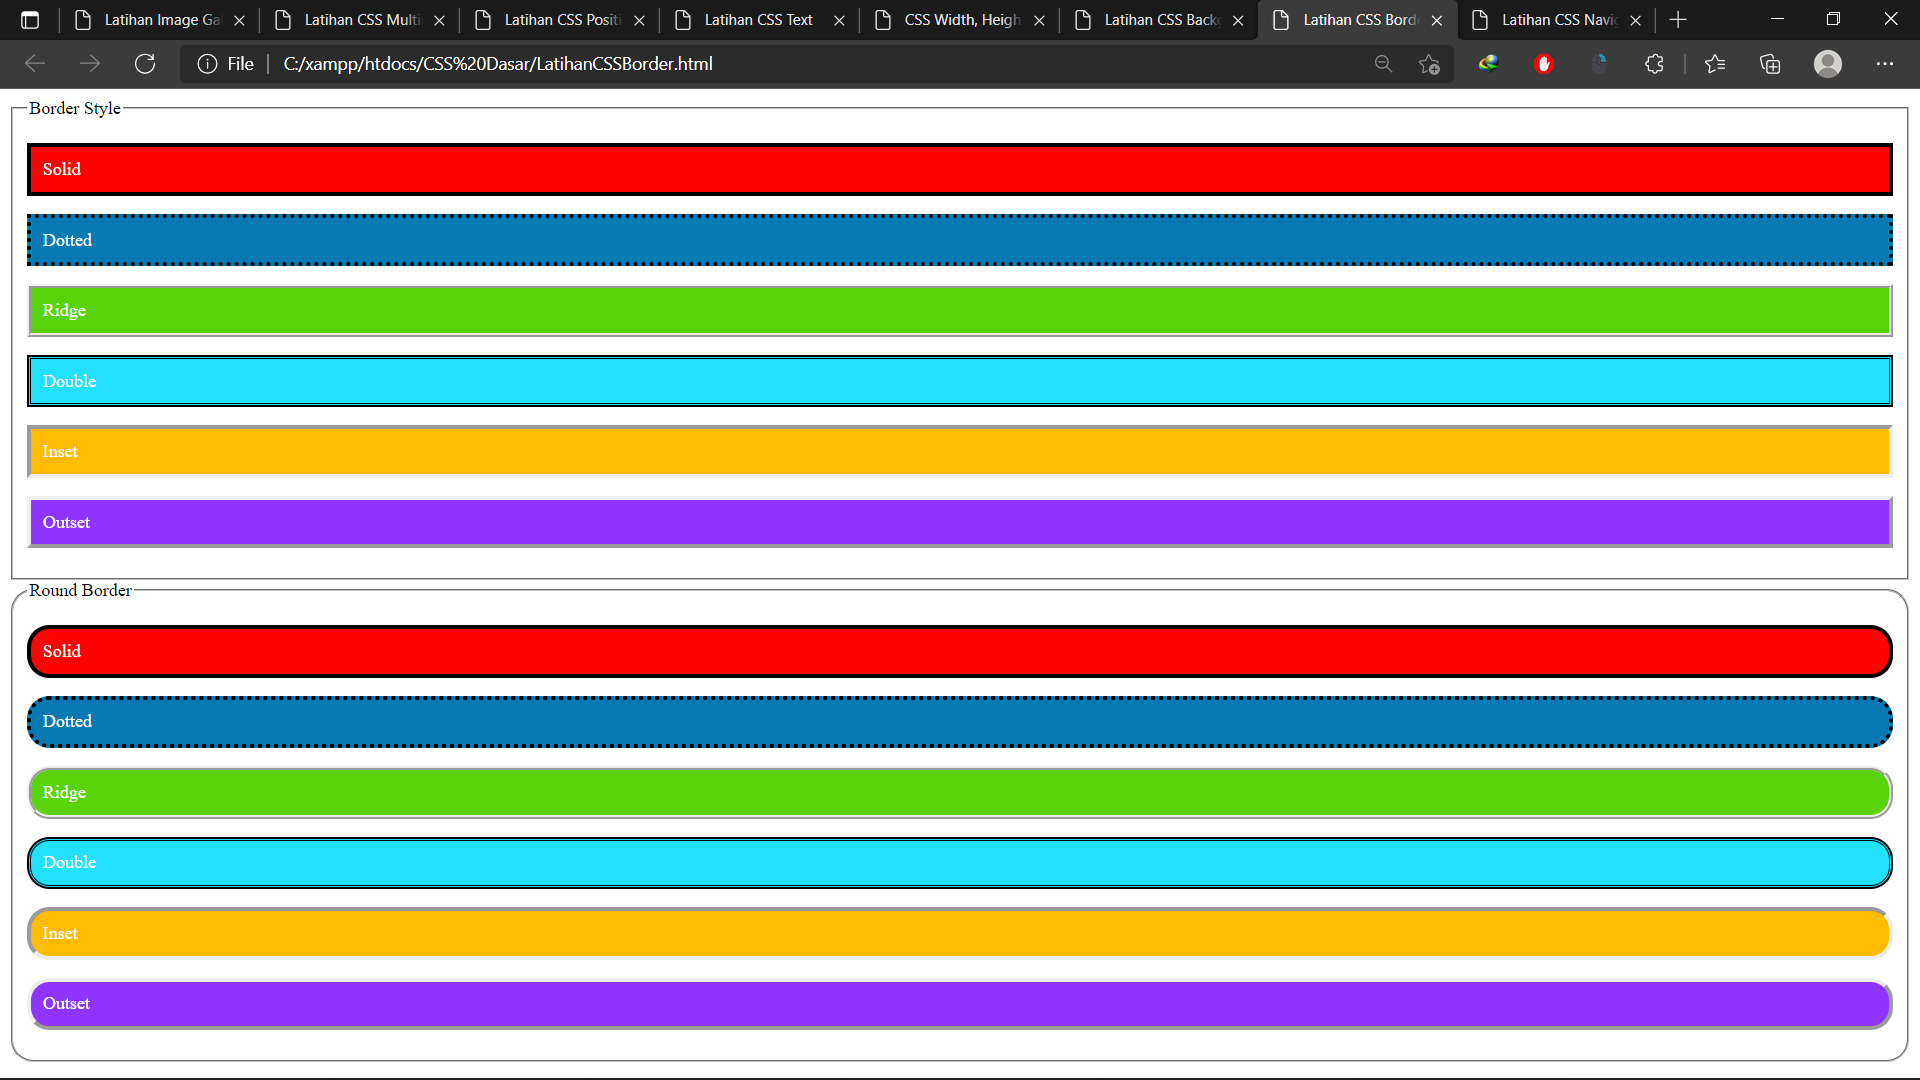 Latihan Image Ga
Latihan CSS Multi
Latihan CSS Positi
Latihan CSS Text
CSS Width, Heigh
Latihan CSS Back
Latihan CSS Bord
Latihan CSS Navi
File
C:/xampp/htdocs/CSS%20Dasar/LatihanCSSBorder.html
Border Style
Solid
Dotted
Ridge
Double
Inset
Outset
Round Border
Solid
Dotted
Ridge
Double
Inset
Outset